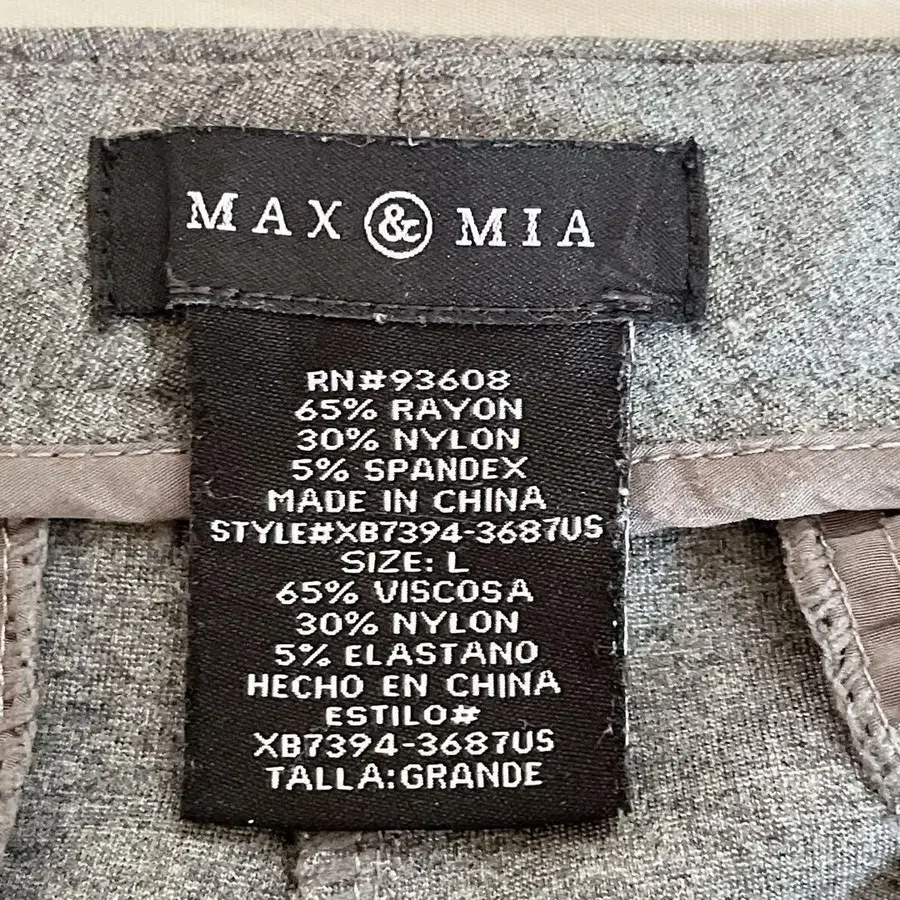 MAX & MIA
RN#93608
65% RAYON
30% NYLON
5% SPANDEX
MADE IN CHINA
STYLE#XB7394-3687US
SIZE: L
65% VISCOSA
30% NYLON
5% ELASTANO
HECHO EN CHINA
ESTILO#
XB7394-3687US
TALLA:GRANDE